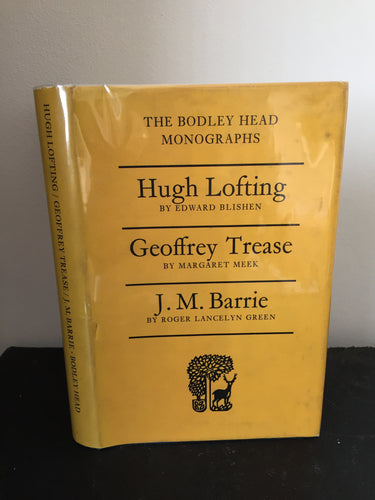 THE BODLEY HEAD
MONOGRAPHS
Hugh Lofting
BY EDWARD BLISHEN
Geoffrey Trease
BY MARGARET MEEK
J. M. Barrie
BY ROGER LANCELYN GREEN
HUGH LOFTING / GEOFFREY TREASE / J. M. BARRIE · BODLEY HEAD